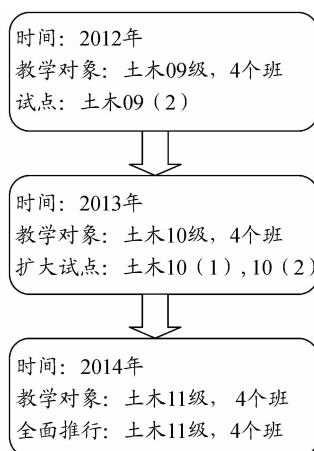 时间：2012年
教学对象：土木09级，4个班
试点：土木09（2）
时间：2013年
教学对象：土木10级，4个班
扩大试点：土木10（1）,10（2）
时间：2014年
教学对象：土木11级， 4个班
全面推行：土木11级，4个班